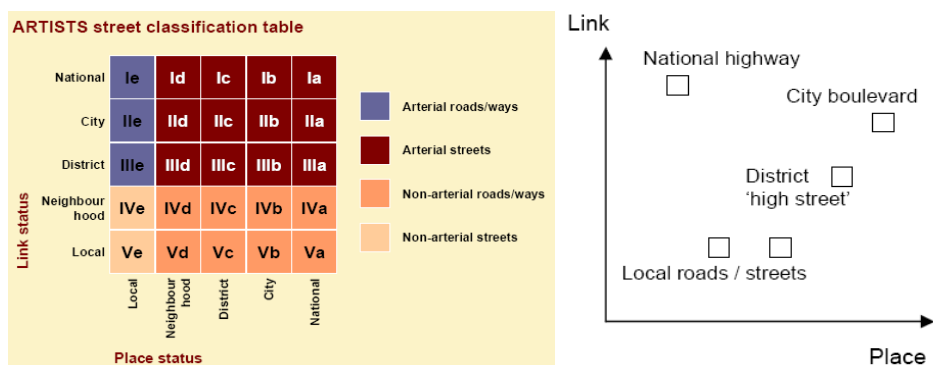 ARTISTS street classification table
National
Ie Id Ic Ib Ia
City
IIe IId IIc IIb IIa
District
IIIe IIId IIIc IIIb IIIa
Neighbour
hood
IVe IVd IVc IVb IVa
Local
Ve Vd Vc Vb Va
Link status
Local
Neighbour
hood
District
City
National
Place status
Arterial roads/ways
Arterial streets
Non-arterial roads/ways
Non-arterial streets
Link
National highway
City boulevard
District
‘high street’
Local roads / streets
Place